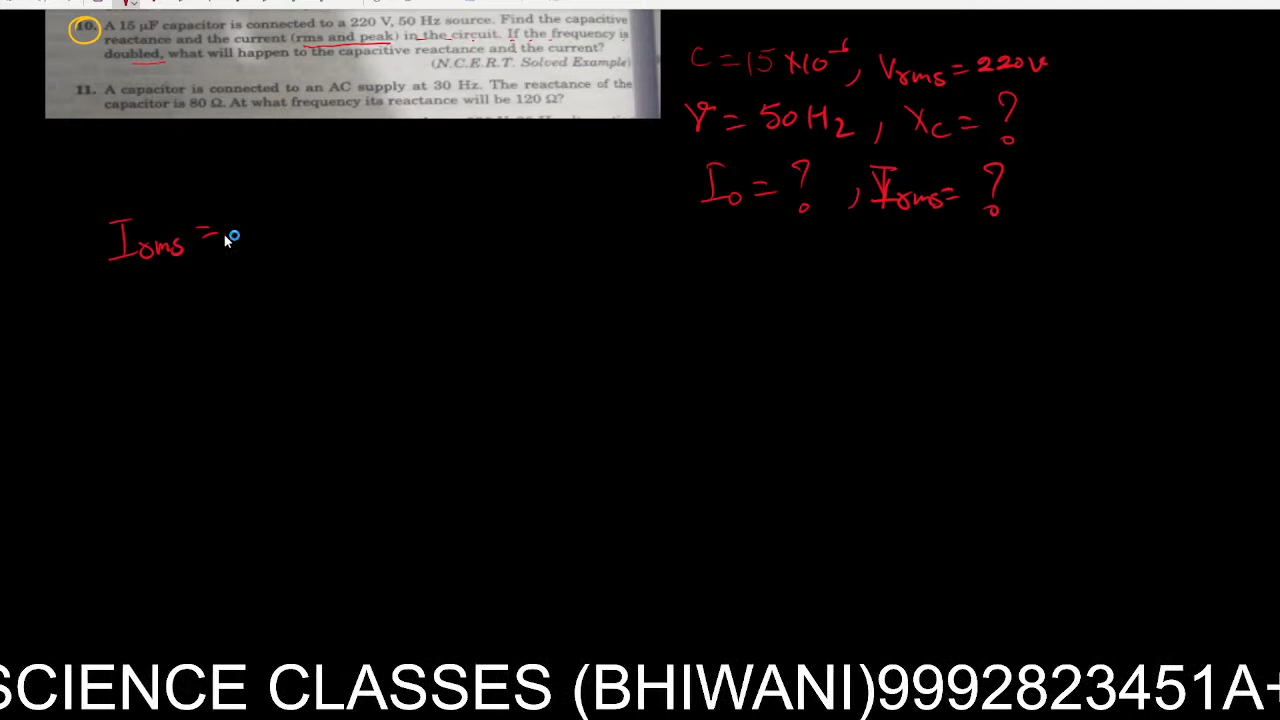 10. A 15 µF capacitor is connected to a 220 V, 50 Hz source. Find the capacitive
reactance and the current (rms and peak) in the circuit. If the frequency is
doubled, what will happen to the capacitive reactance and the current?
(N.C.E.R.T. Solved Example)
11. A capacitor is connected to an AC supply at 30 Hz. The reactance of the
capacitor is 80 Ω. At what frequency its reactance will be 120 Ω?
C = 15 × 10⁻⁶, Vrms = 220V
ν = 50 Hz, Xc = ?
I₀ = ?, Irms = ?
Irms =
SCIENCE CLASSES (BHIWANI)9992823451A+